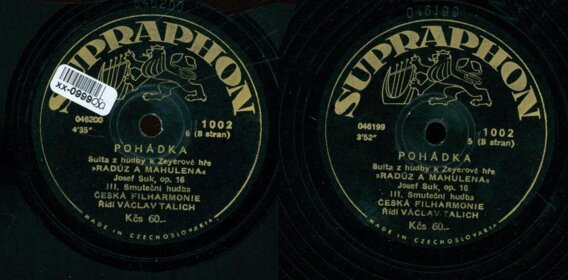 046200
SUPRAPHON
XX-0999
046200
4'35"
1002
6 (8 stran)
POHÁDKA
Suita z hudby k Zeyerově hře
»RADÚZ A MAHULENA«
Josef Suk, op. 16
III. Smuteční hudba
ČESKÁ FILHARMONIE
Řídí VÁCLAV TALICH
Kčs 60.-
MADE IN CZECHOSLOVAKIA
046199
SUPRAPHON
046199
3'52"
1002
5 (8 stran)
POHÁDKA
Suita z hudby k Zeyerově hře
»RADÚZ A MAHULENA«
Josef Suk, op. 16
III. Smuteční hudba
ČESKÁ FILHARMONIE
Řídí VÁCLAV TALICH
Kčs 60.-
MADE IN CZECHOSLOVAKIA